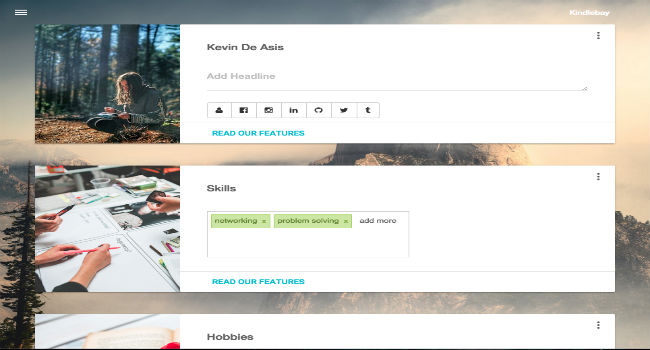 Kindlebay
Kevin De Asis
Add Headline
READ OUR FEATURES
Skills
networking × problem solving × add more
READ OUR FEATURES
Hobbies